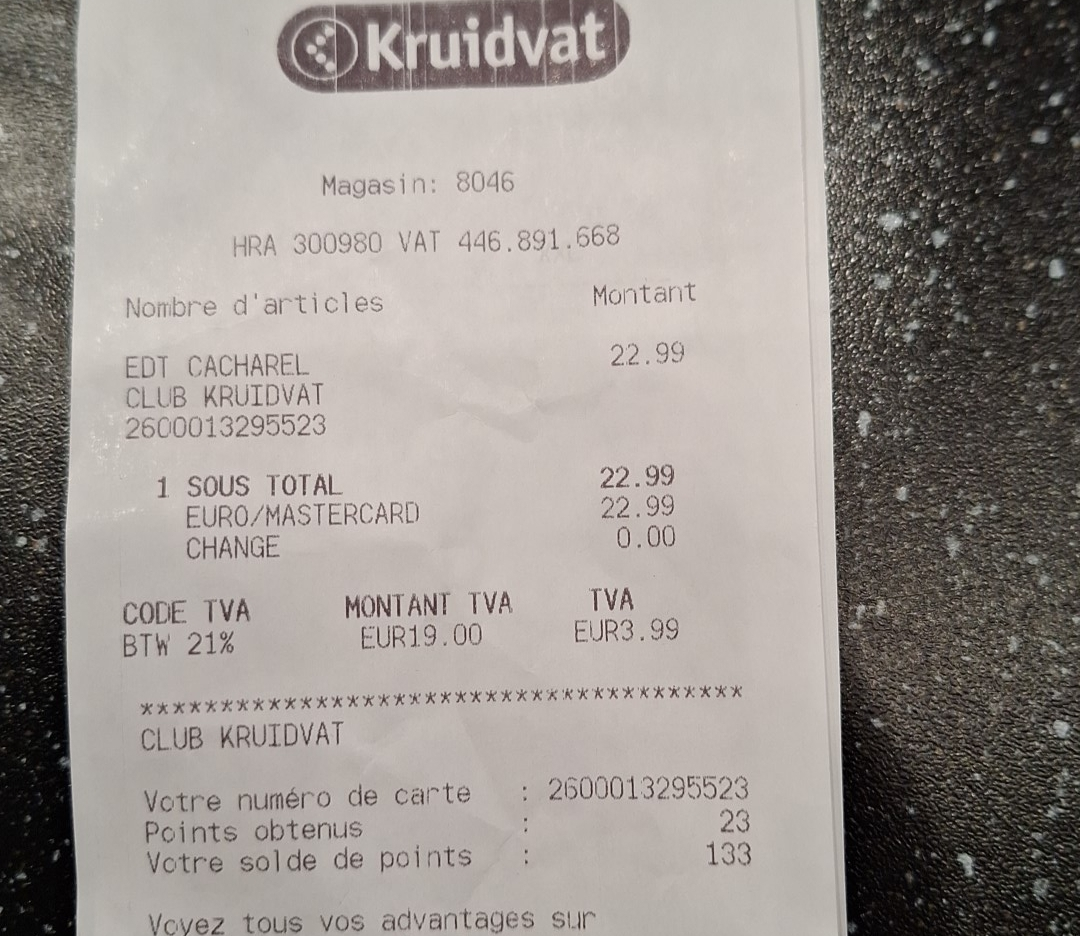 Kruidvat
Magasin: 8046
HRA 300980 VAT 446.891.668
Nombre d'articles Montant
EDT CACHAREL 22.99
CLUB KRUIDVAT
2600013295523
1 SOUS TOTAL 22.99
EURO/MASTERCARD 22.99
CHANGE 0.00
CODE TVA MONTANT TVA TVA
BTW 21% EUR19.00 EUR3.99
**************************************
CLUB KRUIDVAT
Votre numéro de carte : 2600013295523
Points obtenus : 23
Votre solde de points : 133
Voyez tous vos advantages sur